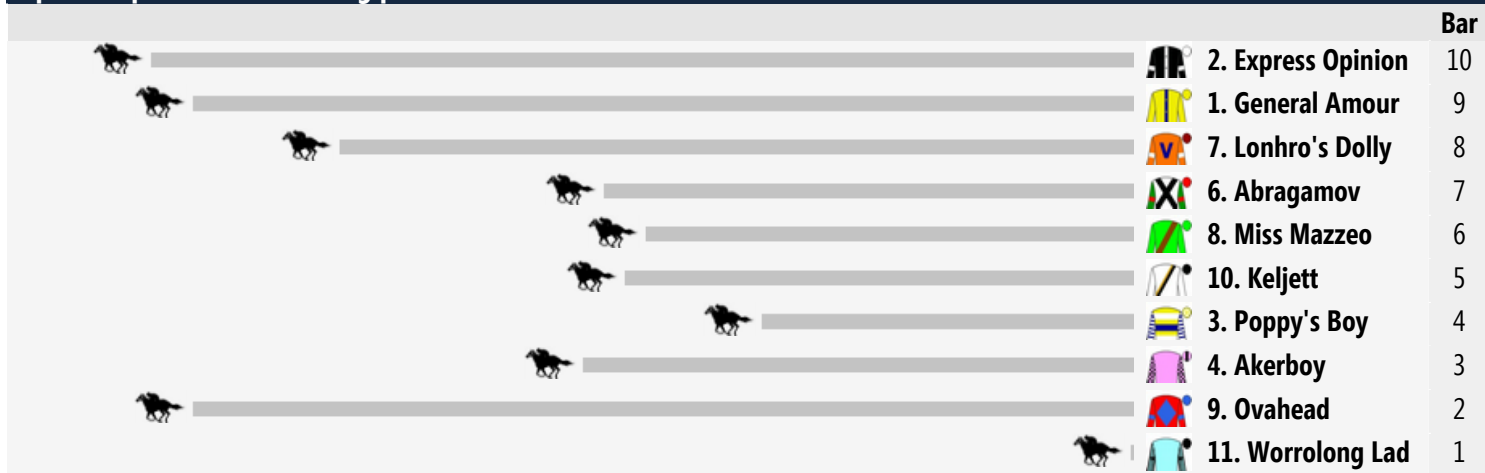 Bar
2. Express Opinion 10
1. General Amour 9
7. Lonhro's Dolly 8
V
6. Abragamov 7
8. Miss Mazzeo 6
10. Keljett 5
3. Poppy's Boy 4
4. Akerboy 3
9. Ovahead 2
11. Worrolong Lad 1